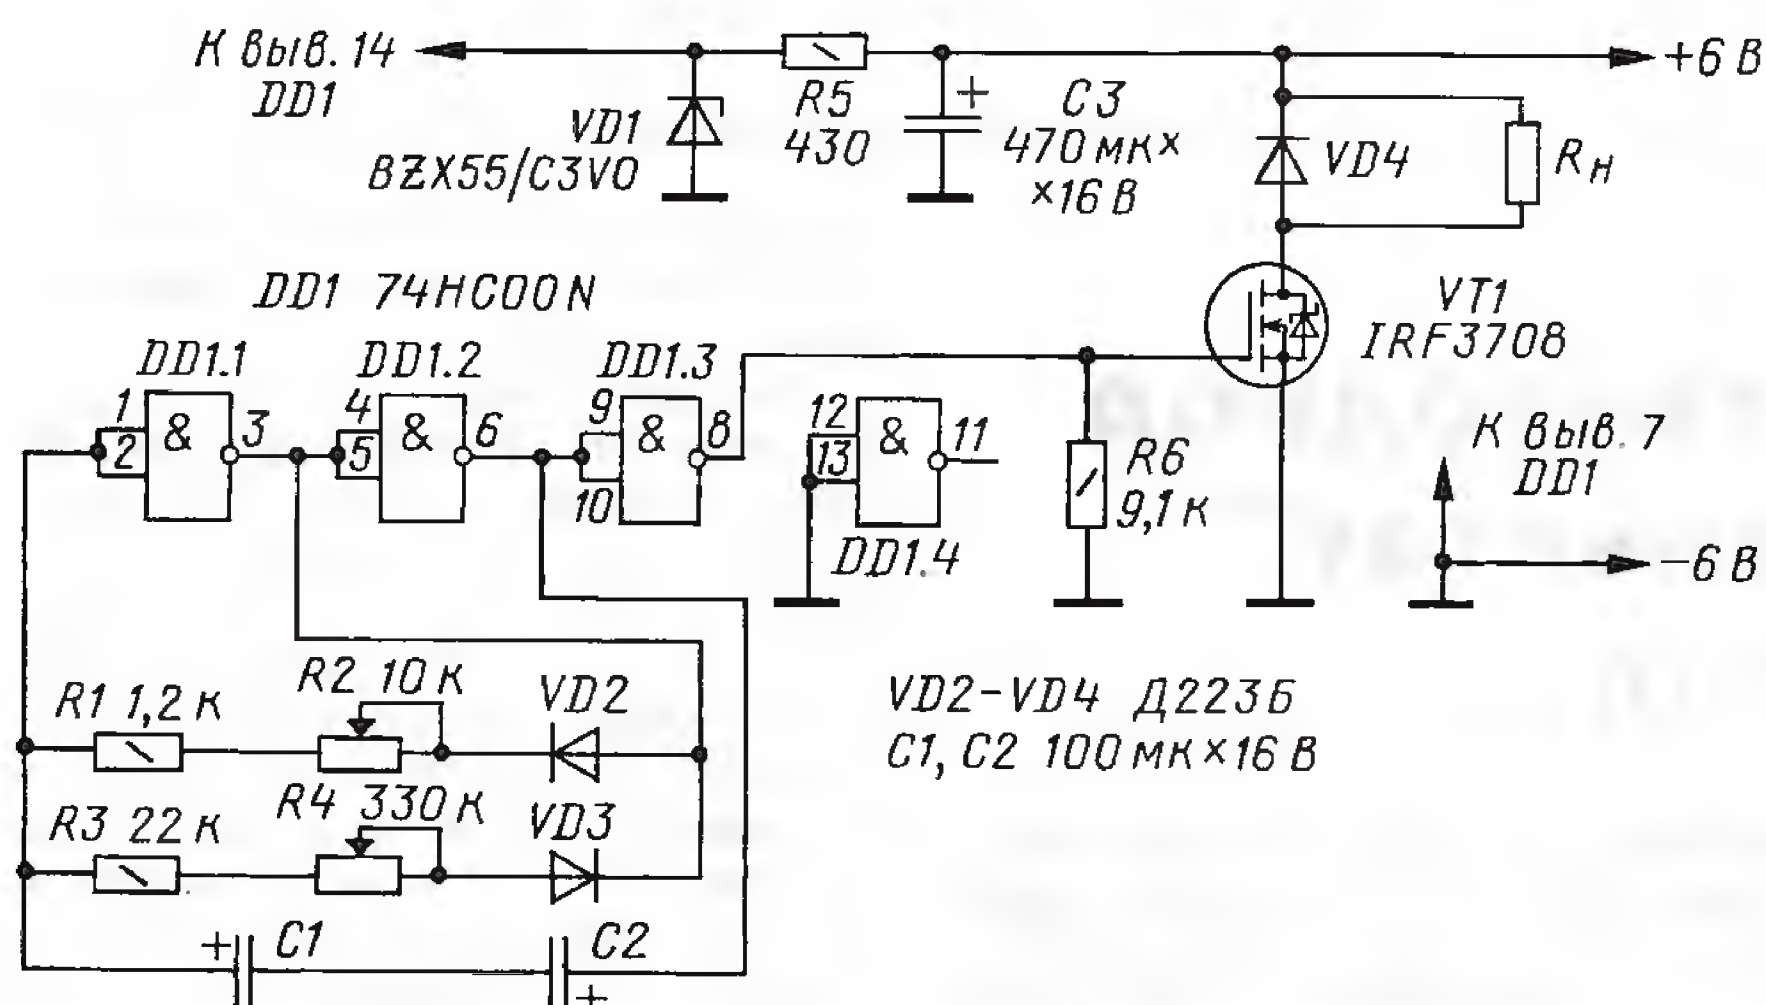 К выв. 14
DD1
VD1
BZX55/C3V0
R5
430
+
C3
470 мк×
×16 В
+6 В
VD4
Rн
DD1 74HC00N
VT1
IRF3708
DD1.1
1
2
&
3
DD1.2
4
5
&
6
DD1.3
9
10
&
8
12
13
&
11
DD1.4
R6
9,1 к
К выв. 7
DD1
−6 В
R1 1,2 к
R2 10 к
VD2
R3 22 к
R4 330 к
VD3
+
C1
C2
+
VD2–VD4 Д223Б
C1, C2 100 мк×16 В